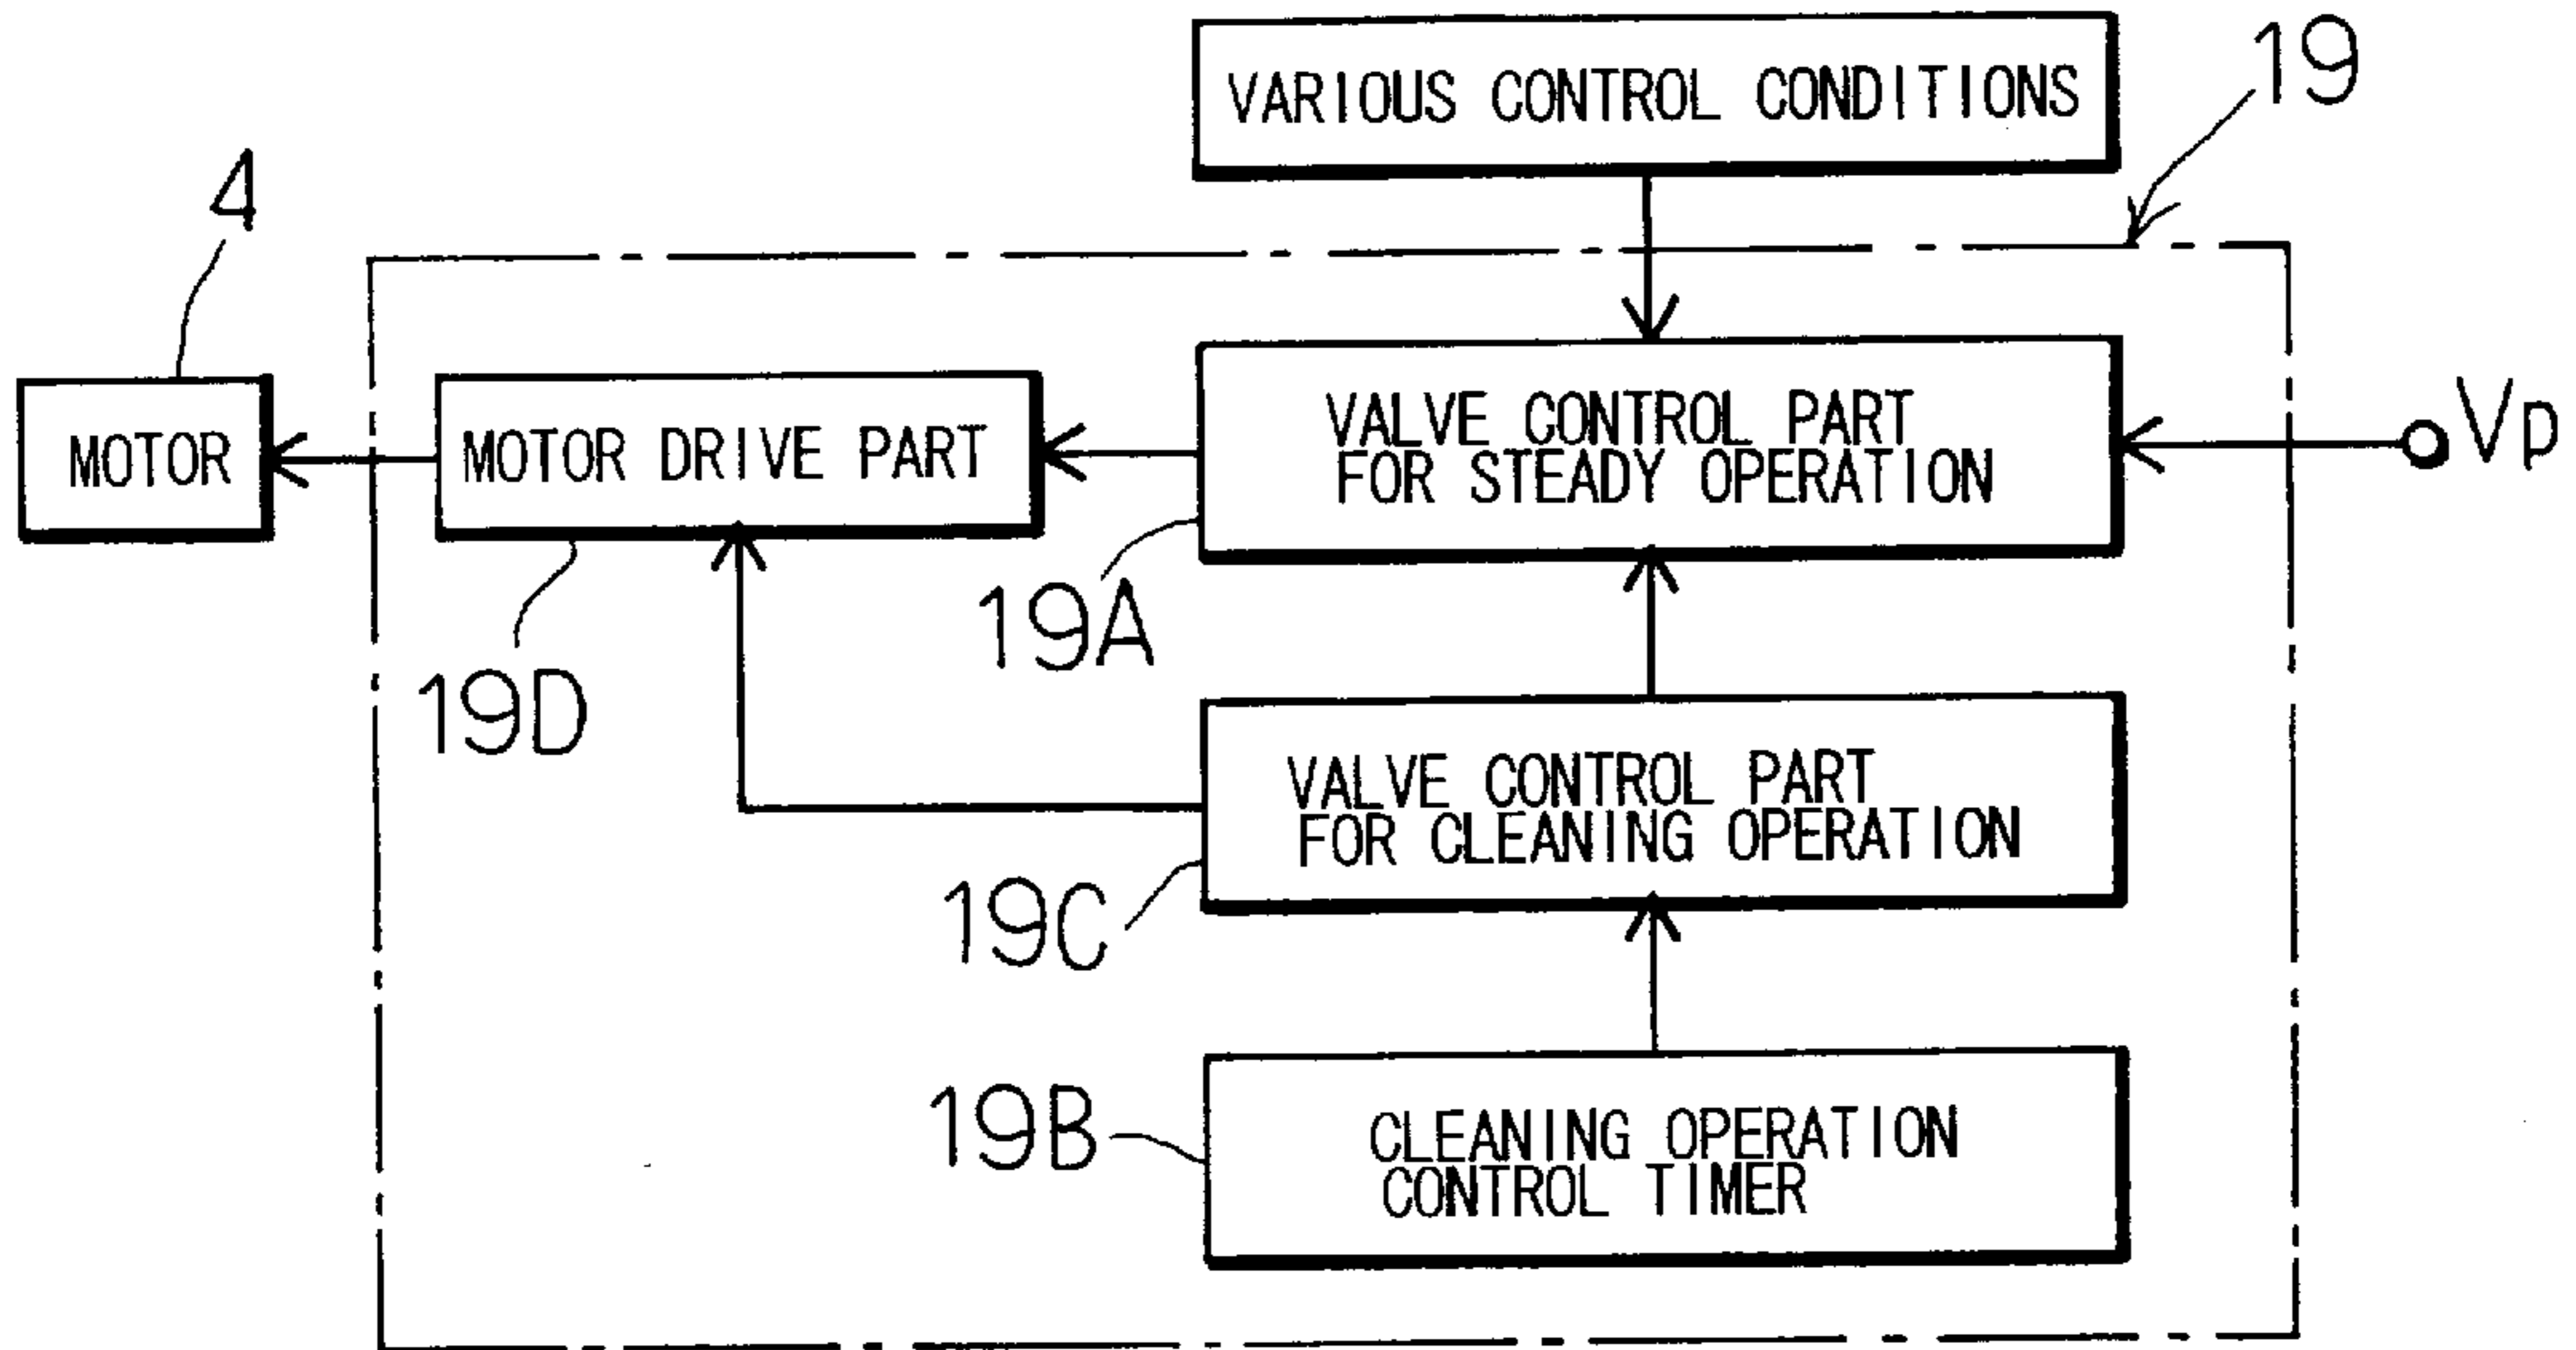 VARIOUS CONTROL CONDITIONS
19
4
MOTOR
MOTOR DRIVE PART
VALVE CONTROL PART
FOR STEADY OPERATION
Vp
19A
19D
VALVE CONTROL PART
FOR CLEANING OPERATION
19C
19B
CLEANING OPERATION
CONTROL TIMER